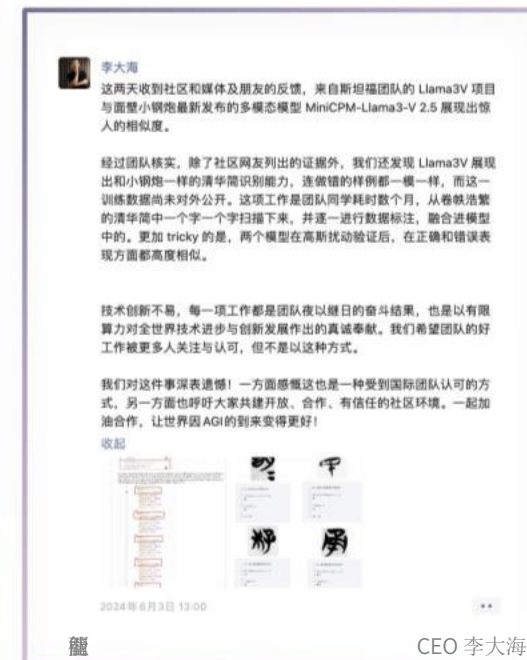 李大海
这两天收到社区和媒体及朋友的反馈，来自斯坦福团队的 Llama3V 项目
与面壁小钢炮最新发布的多模态模型 MiniCPM-Llama3-V 2.5 展现出惊
人的相似度。
经过团队核实，除了社区网友列出的证据外，我们还发现 Llama3V 展现
出和小钢炮一样的清华简识别能力，连做错的样例都一模一样，而这一
训练数据尚未对外公开。这项工作是团队同学耗时数个月，从卷帙浩繁
的清华简中一个字一个字扫描下来，并逐一进行数据标注，融合进模型
中的。更加 tricky 的是，两个模型在高斯扰动验证后，在正确和错误表
现方面都高度相似。
技术创新不易，每一项工作都是团队夜以继日的奋斗结果，也是以有限
算力对全世界技术进步与创新发展作出的真诚奉献。我们希望团队的好
工作被更多人关注与认可，但不是以这种方式。
我们对这件事深表遗憾！一方面感慨这也是一种受到国际团队认可的方
式，另一方面也呼吁大家共建开放、合作、有信任的社区环境。一起加
油合作，让世界因AGI的到来变得更好！
收起
2024年6月3日 13:00
CEO 李大海